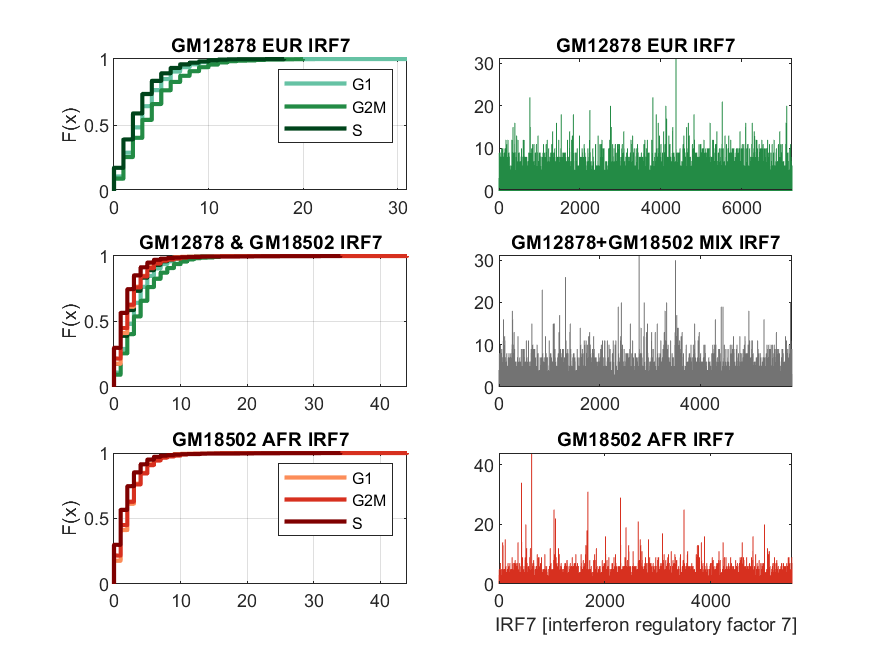 GM12878 EUR IRF7
F(x)
1
0.5
0
0
10
20
30
G1
G2M
S
GM12878 EUR IRF7
30
20
10
0
0
2000
4000
6000
GM12878 & GM18502 IRF7
F(x)
1
0.5
0
0
10
20
30
40
GM12878+GM18502 MIX IRF7
30
20
10
0
0
2000
4000
GM18502 AFR IRF7
F(x)
1
0.5
0
0
10
20
30
40
G1
G2M
S
GM18502 AFR IRF7
40
20
0
0
2000
4000
IRF7 [interferon regulatory factor 7]